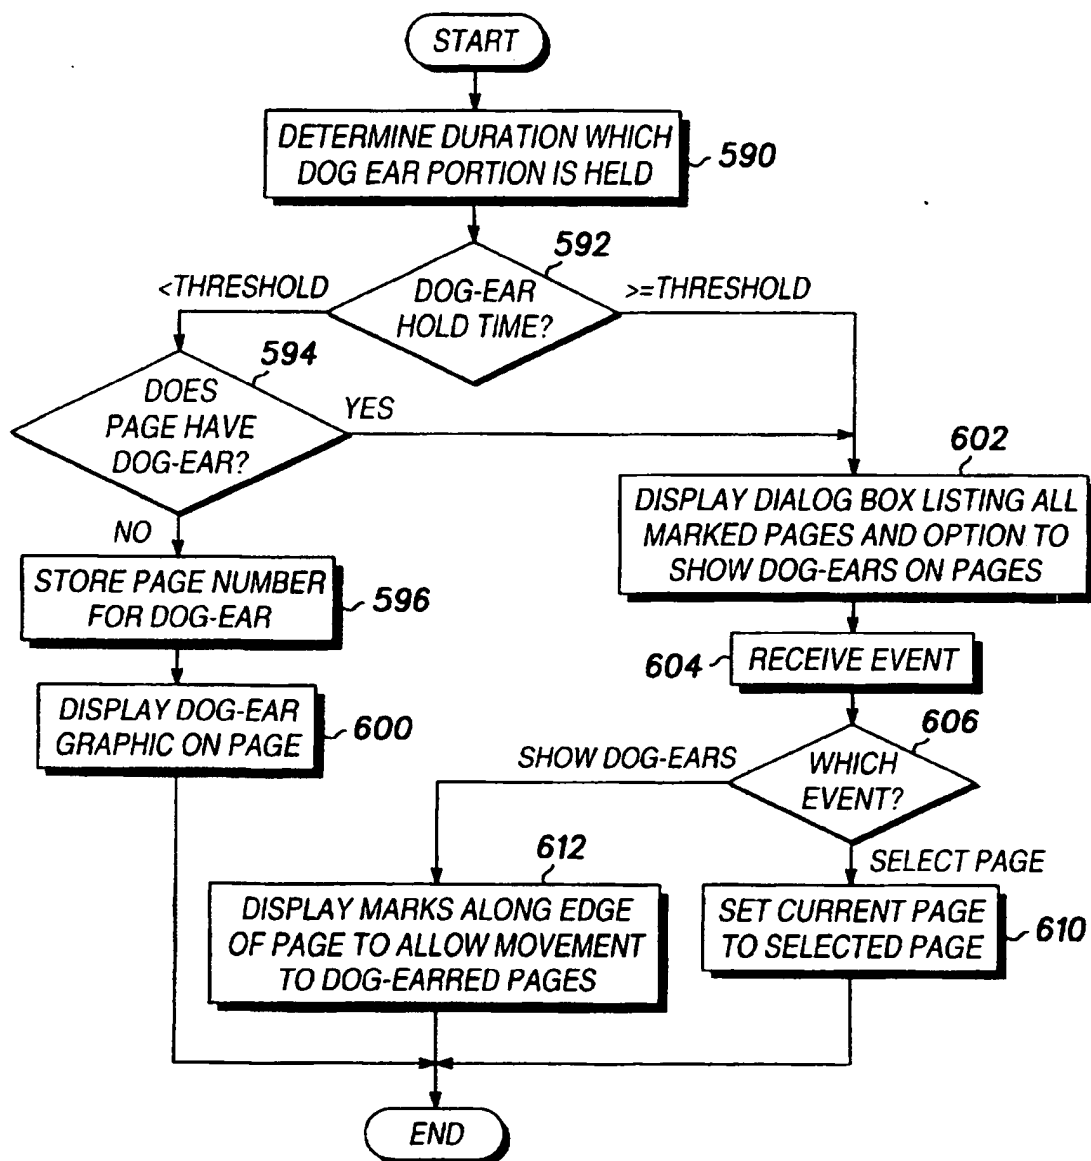 START
DETERMINE DURATION WHICH
DOG EAR PORTION IS HELD
590
592
<THRESHOLD
DOG-EAR
HOLD TIME?
>=THRESHOLD
594
DOES
PAGE HAVE
DOG-EAR?
YES
NO
602
DISPLAY DIALOG BOX LISTING ALL
MARKED PAGES AND OPTION TO
SHOW DOG-EARS ON PAGES
STORE PAGE NUMBER
FOR DOG-EAR
596
604
RECEIVE EVENT
DISPLAY DOG-EAR
GRAPHIC ON PAGE
600
606
SHOW DOG-EARS
WHICH
EVENT?
SELECT PAGE
612
DISPLAY MARKS ALONG EDGE
OF PAGE TO ALLOW MOVEMENT
TO DOG-EARRED PAGES
SET CURRENT PAGE
TO SELECTED PAGE
610
END